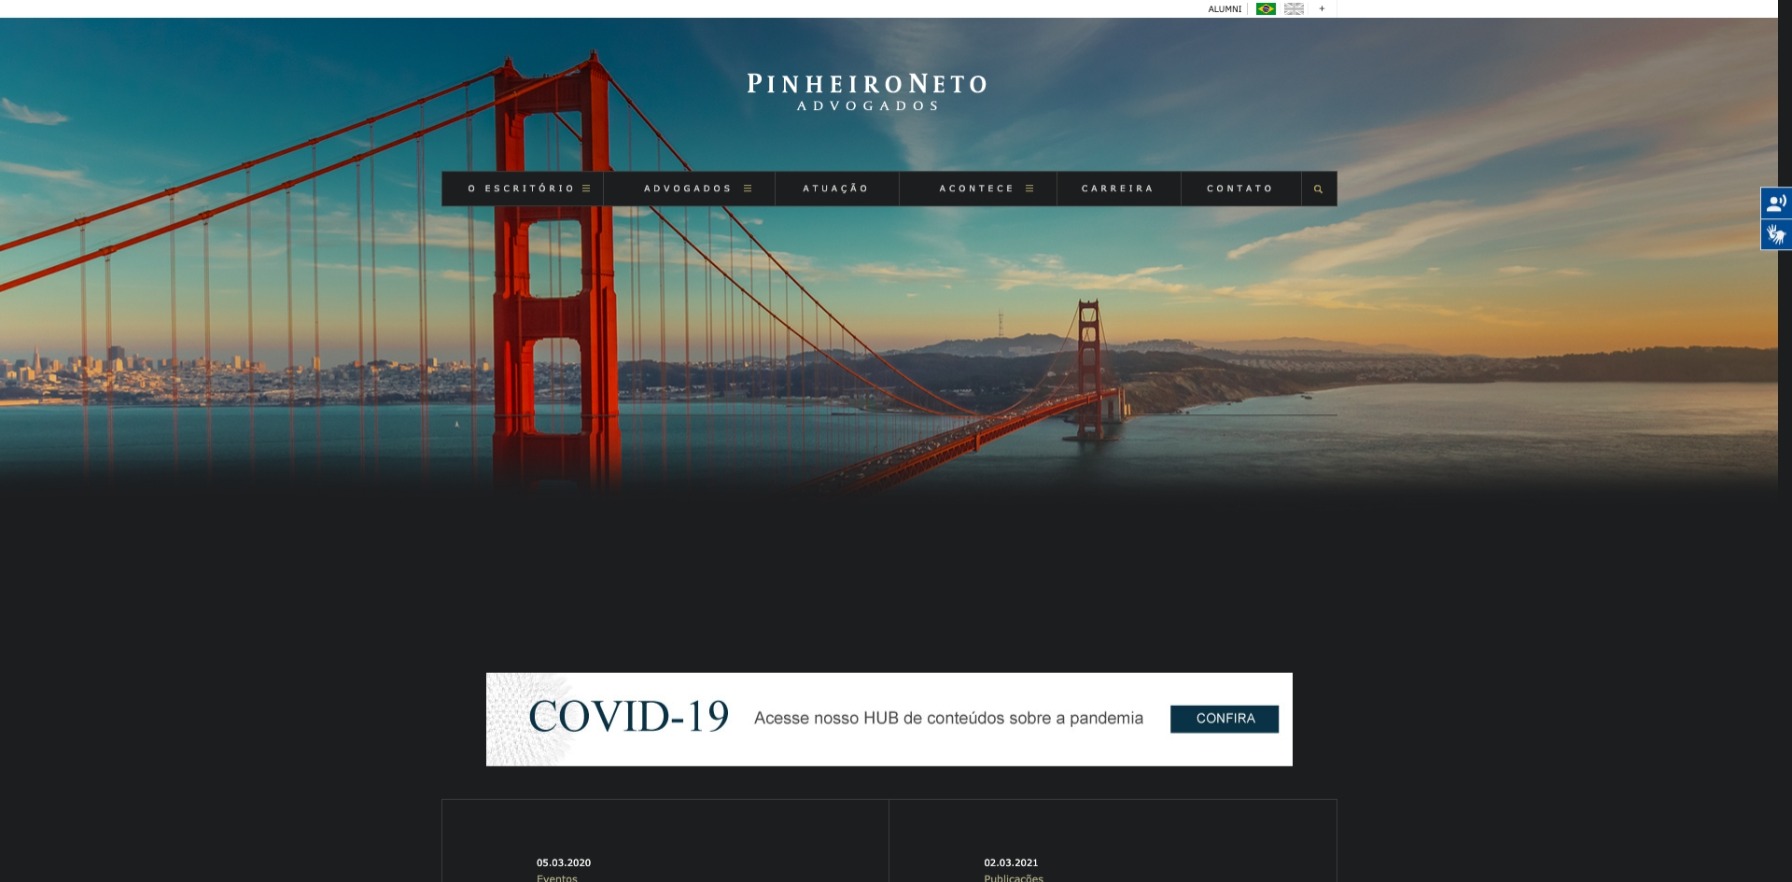 ALUMNI
+
PINHEIRONETO
ADVOGADOS
O ESCRITÓRIO
ADVOGADOS
ATUAÇÃO
ACONTECE
CARREIRA
CONTATO
COVID-19
Acesse nosso HUB de conteúdos sobre a pandemia
CONFIRA
05.03.2020
02.03.2021
Eventos
Publicações